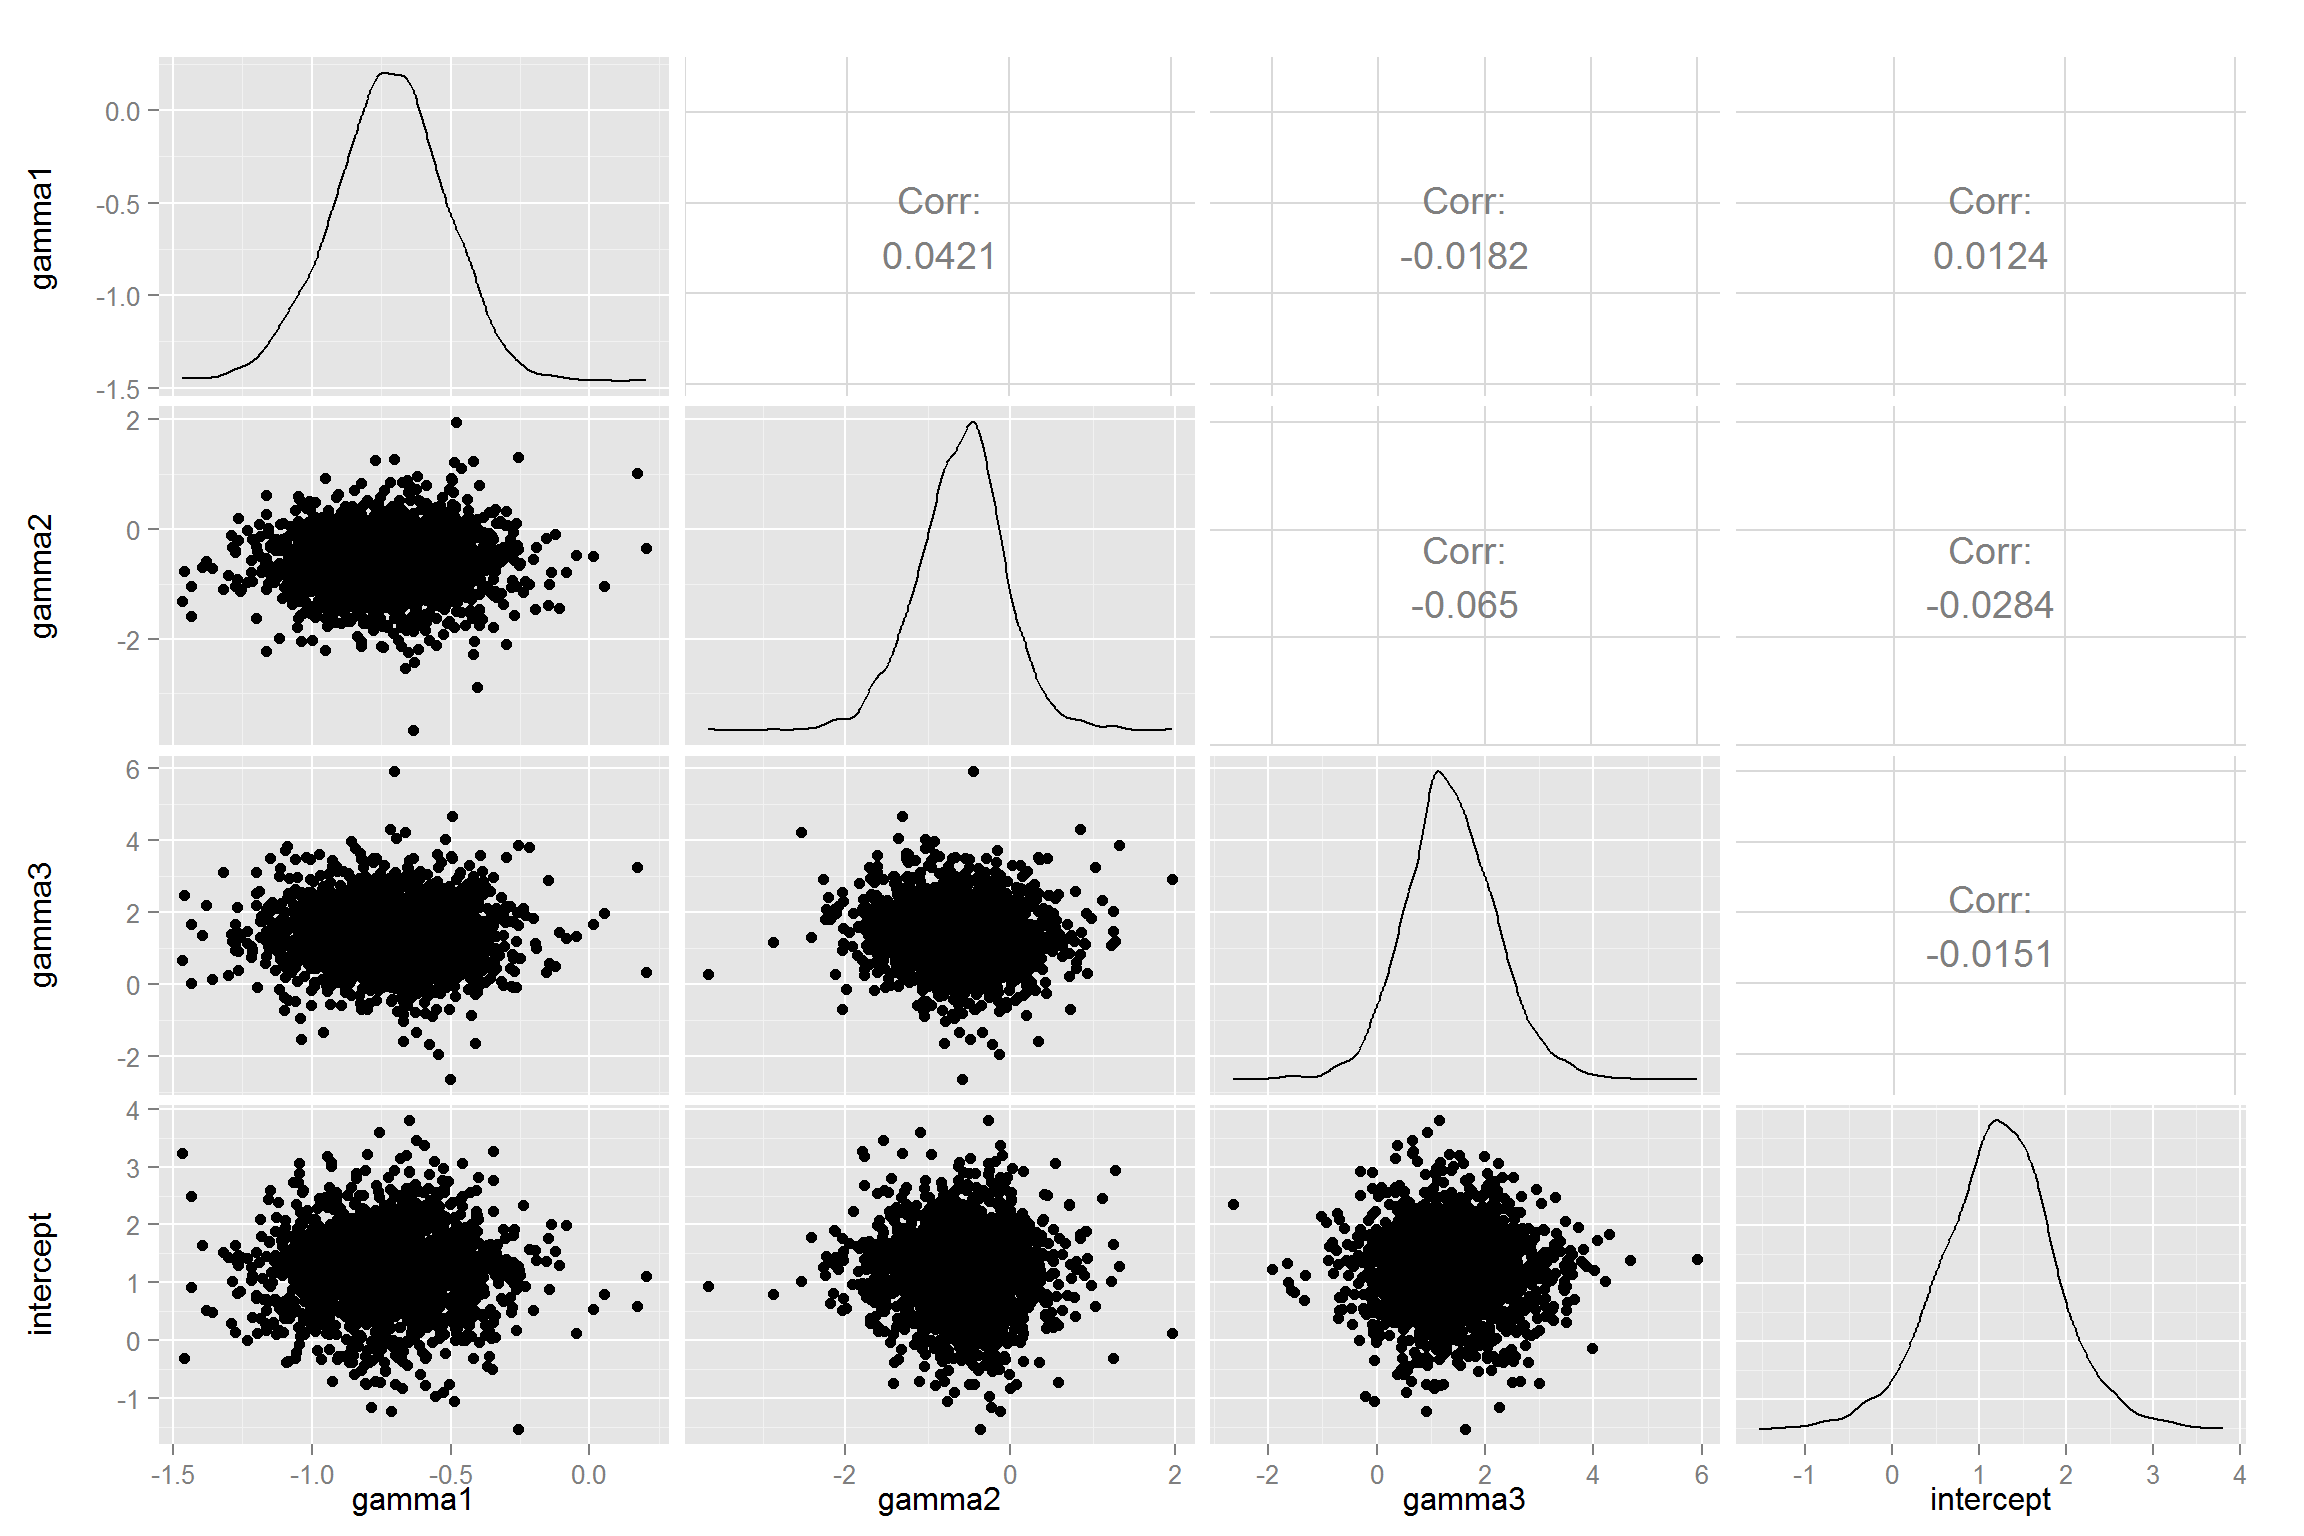 gamma1
0.0
-0.5
-1.0
-1.5
Corr:
0.0421
Corr:
-0.0182
Corr:
0.0124
gamma2
2
0
-2
Corr:
-0.065
Corr:
-0.0284
gamma3
6
4
2
0
-2
Corr:
-0.0151
intercept
4
3
2
1
0
-1
-1.5 -1.0 -0.5 0.0
gamma1
-2 0 2
gamma2
-2 0 2 4 6
gamma3
-1 0 1 2 3 4
intercept